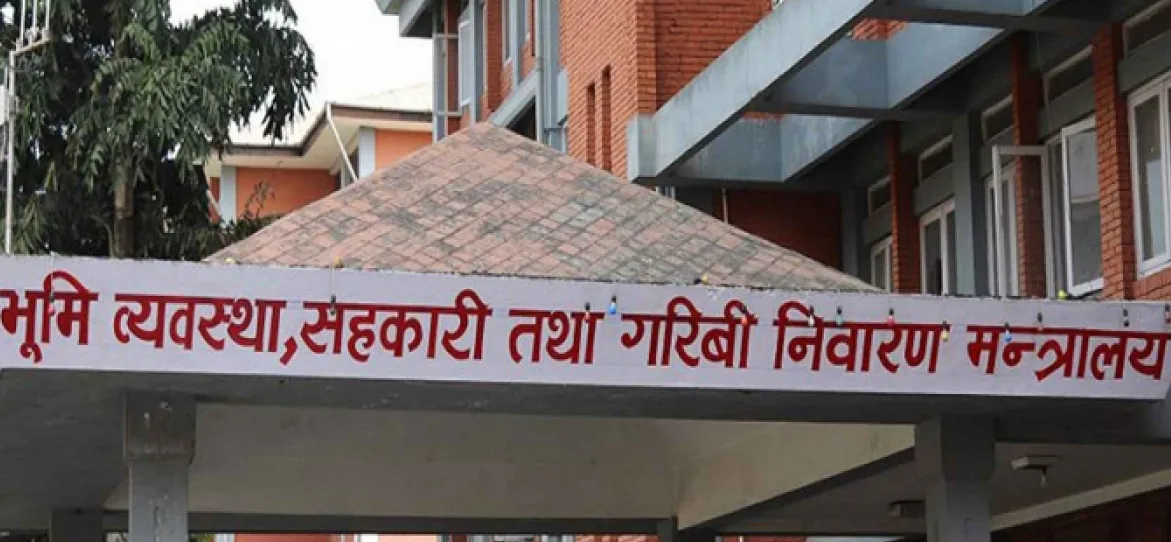 भूमि व्यवस्था,सहकारी तथा गरिबी निवारण मन्त्रालय